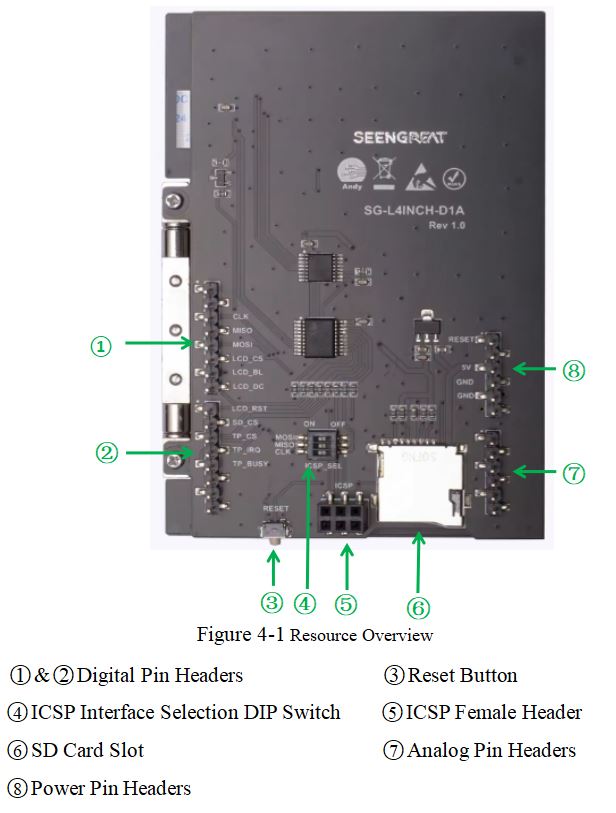 SEENGREAT
Andy
SG-L4INCH-D1A
Rev 1.0
CLK
MISO
MOSI
LCD_CS
LCD_BL
LCD_DC
LCD_RST
SD_CS
TP_CS
TP_IRQ
TP_BUSY
RESET
5V
GND
GND
ON OFF
MOSI
MISO
CLK
ICSP_SEL
ICSP
RESET
①
②
③
④
⑤
⑥
⑦
⑧
Figure 4-1 Resource Overview
①&②Digital Pin Headers ③Reset Button
④ICSP Interface Selection DIP Switch ⑤ICSP Female Header
⑥SD Card Slot ⑦Analog Pin Headers
⑧Power Pin Headers